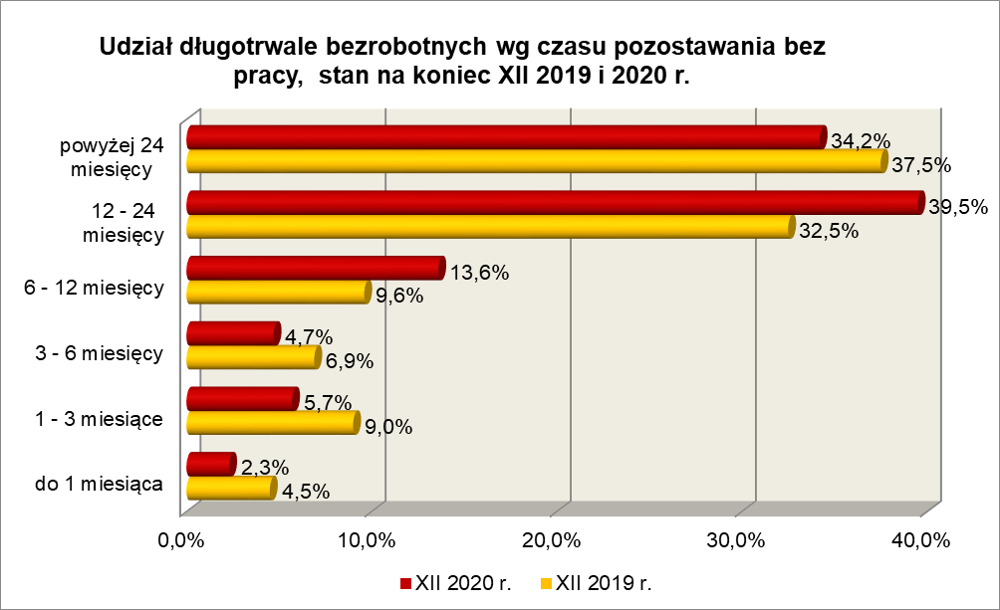 Udział długotrwale bezrobotnych wg czasu pozostawania bez
pracy,  stan na koniec XII 2019 i 2020 r.
powyżej 24
miesięcy
34,2%
37,5%
12 - 24
miesięcy
39,5%
32,5%
6 - 12 miesięcy
13,6%
9,6%
3 - 6 miesięcy
4,7%
6,9%
1 - 3 miesiące
5,7%
9,0%
do 1 miesiąca
2,3%
4,5%
0,0% 10,0% 20,0% 30,0% 40,0%
XII 2020 r. XII 2019 r.